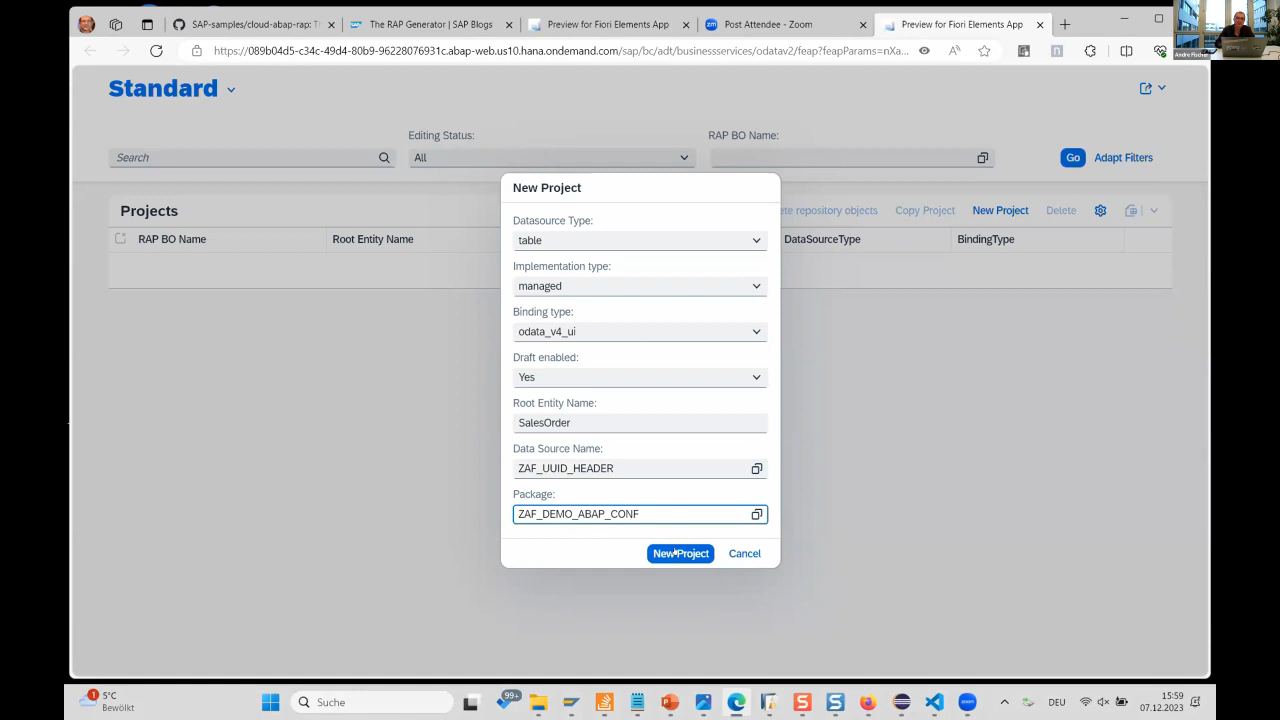 SAP-samples/cloud-abap-rap: T
The RAP Generator | SAP Blogs
Preview for Fiori Elements App
Post Attendee - Zoom
Preview for Fiori Elements App
https://089b04d5-c34c-49d4-80b9-96228076931c.abap-web.us10.hana.ondemand.com/sap/bc/adt/businessservices/odatav2/feap?feapParams=nXa...
Andre Fischer
Standard
Editing Status:
RAP BO Name:
Search
All
Go
Adapt Filters
New Project
Projects
te repository objects
Copy Project
New Project
Delete
RAP BO Name
Root Entity Name
DataSourceType
BindingType
Datasource Type:
table
Implementation type:
managed
Binding type:
odata_v4_ui
Draft enabled:
Yes
Root Entity Name:
SalesOrder
Data Source Name:
ZAF_UUID_HEADER
Package:
ZAF_DEMO_ABAP_CONF
New Project
Cancel
1
5°C
Bewölkt
Suche
99+
DEU
15:59
07.12.2023